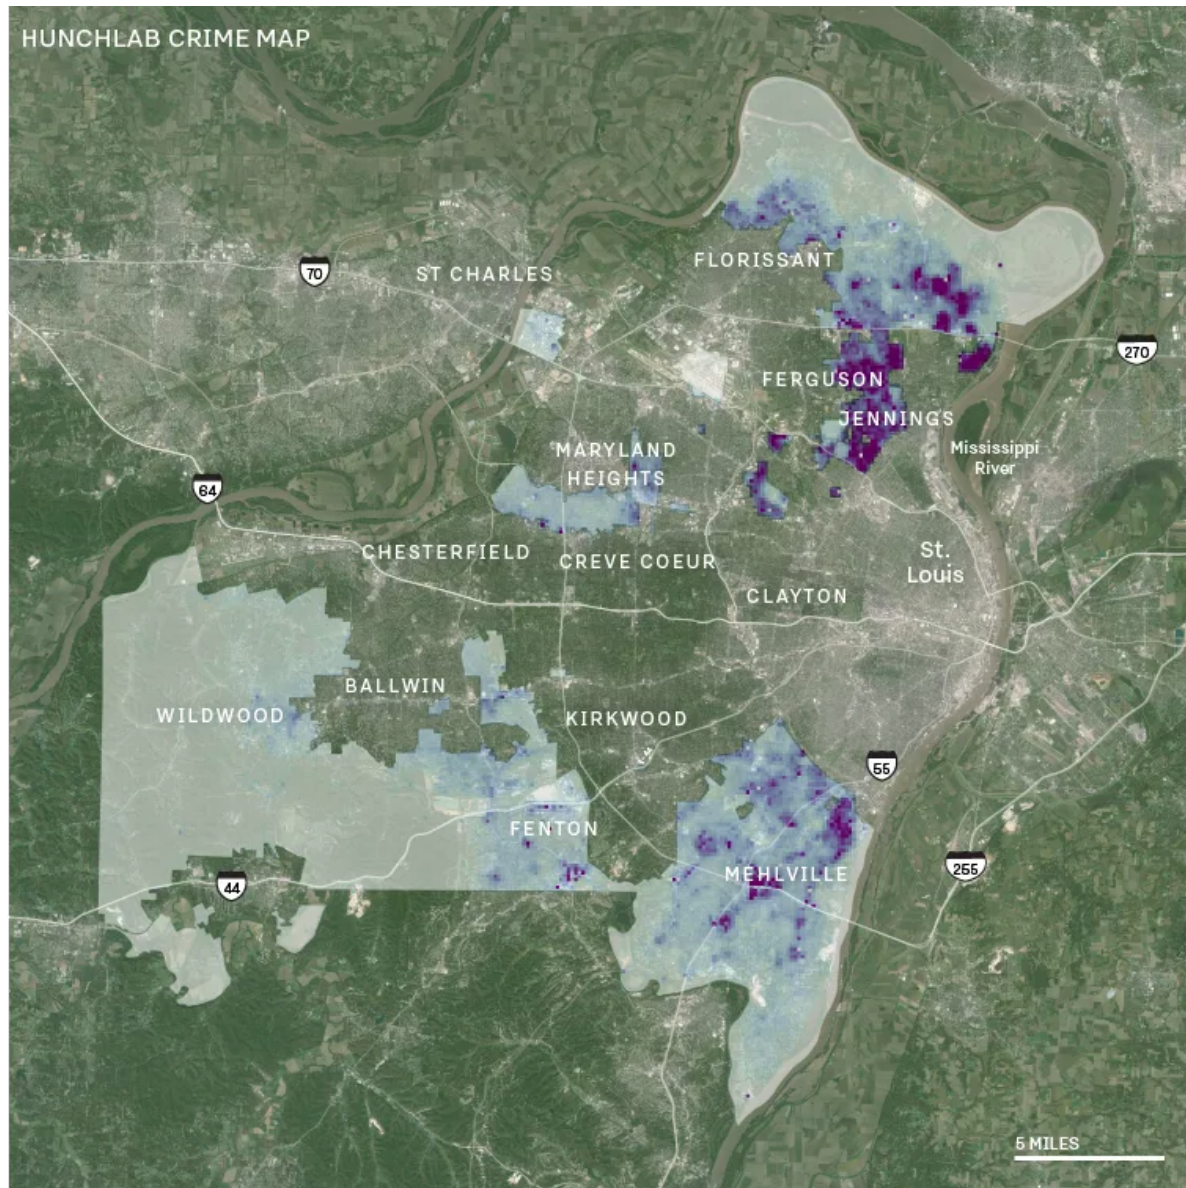 HUNCHLAB CRIME MAP
FLORISSANT
70
ST CHARLES
270
FERGUSON
JENNINGS
Mississippi
River
MARYLAND
HEIGHTS
64
CHESTERFIELD
CREVE COEUR
St.
Louis
CLAYTON
BALLWIN
WILDWOOD
KIRKWOOD
55
FENTON
MEHLVILLE
255
44
5 MILES